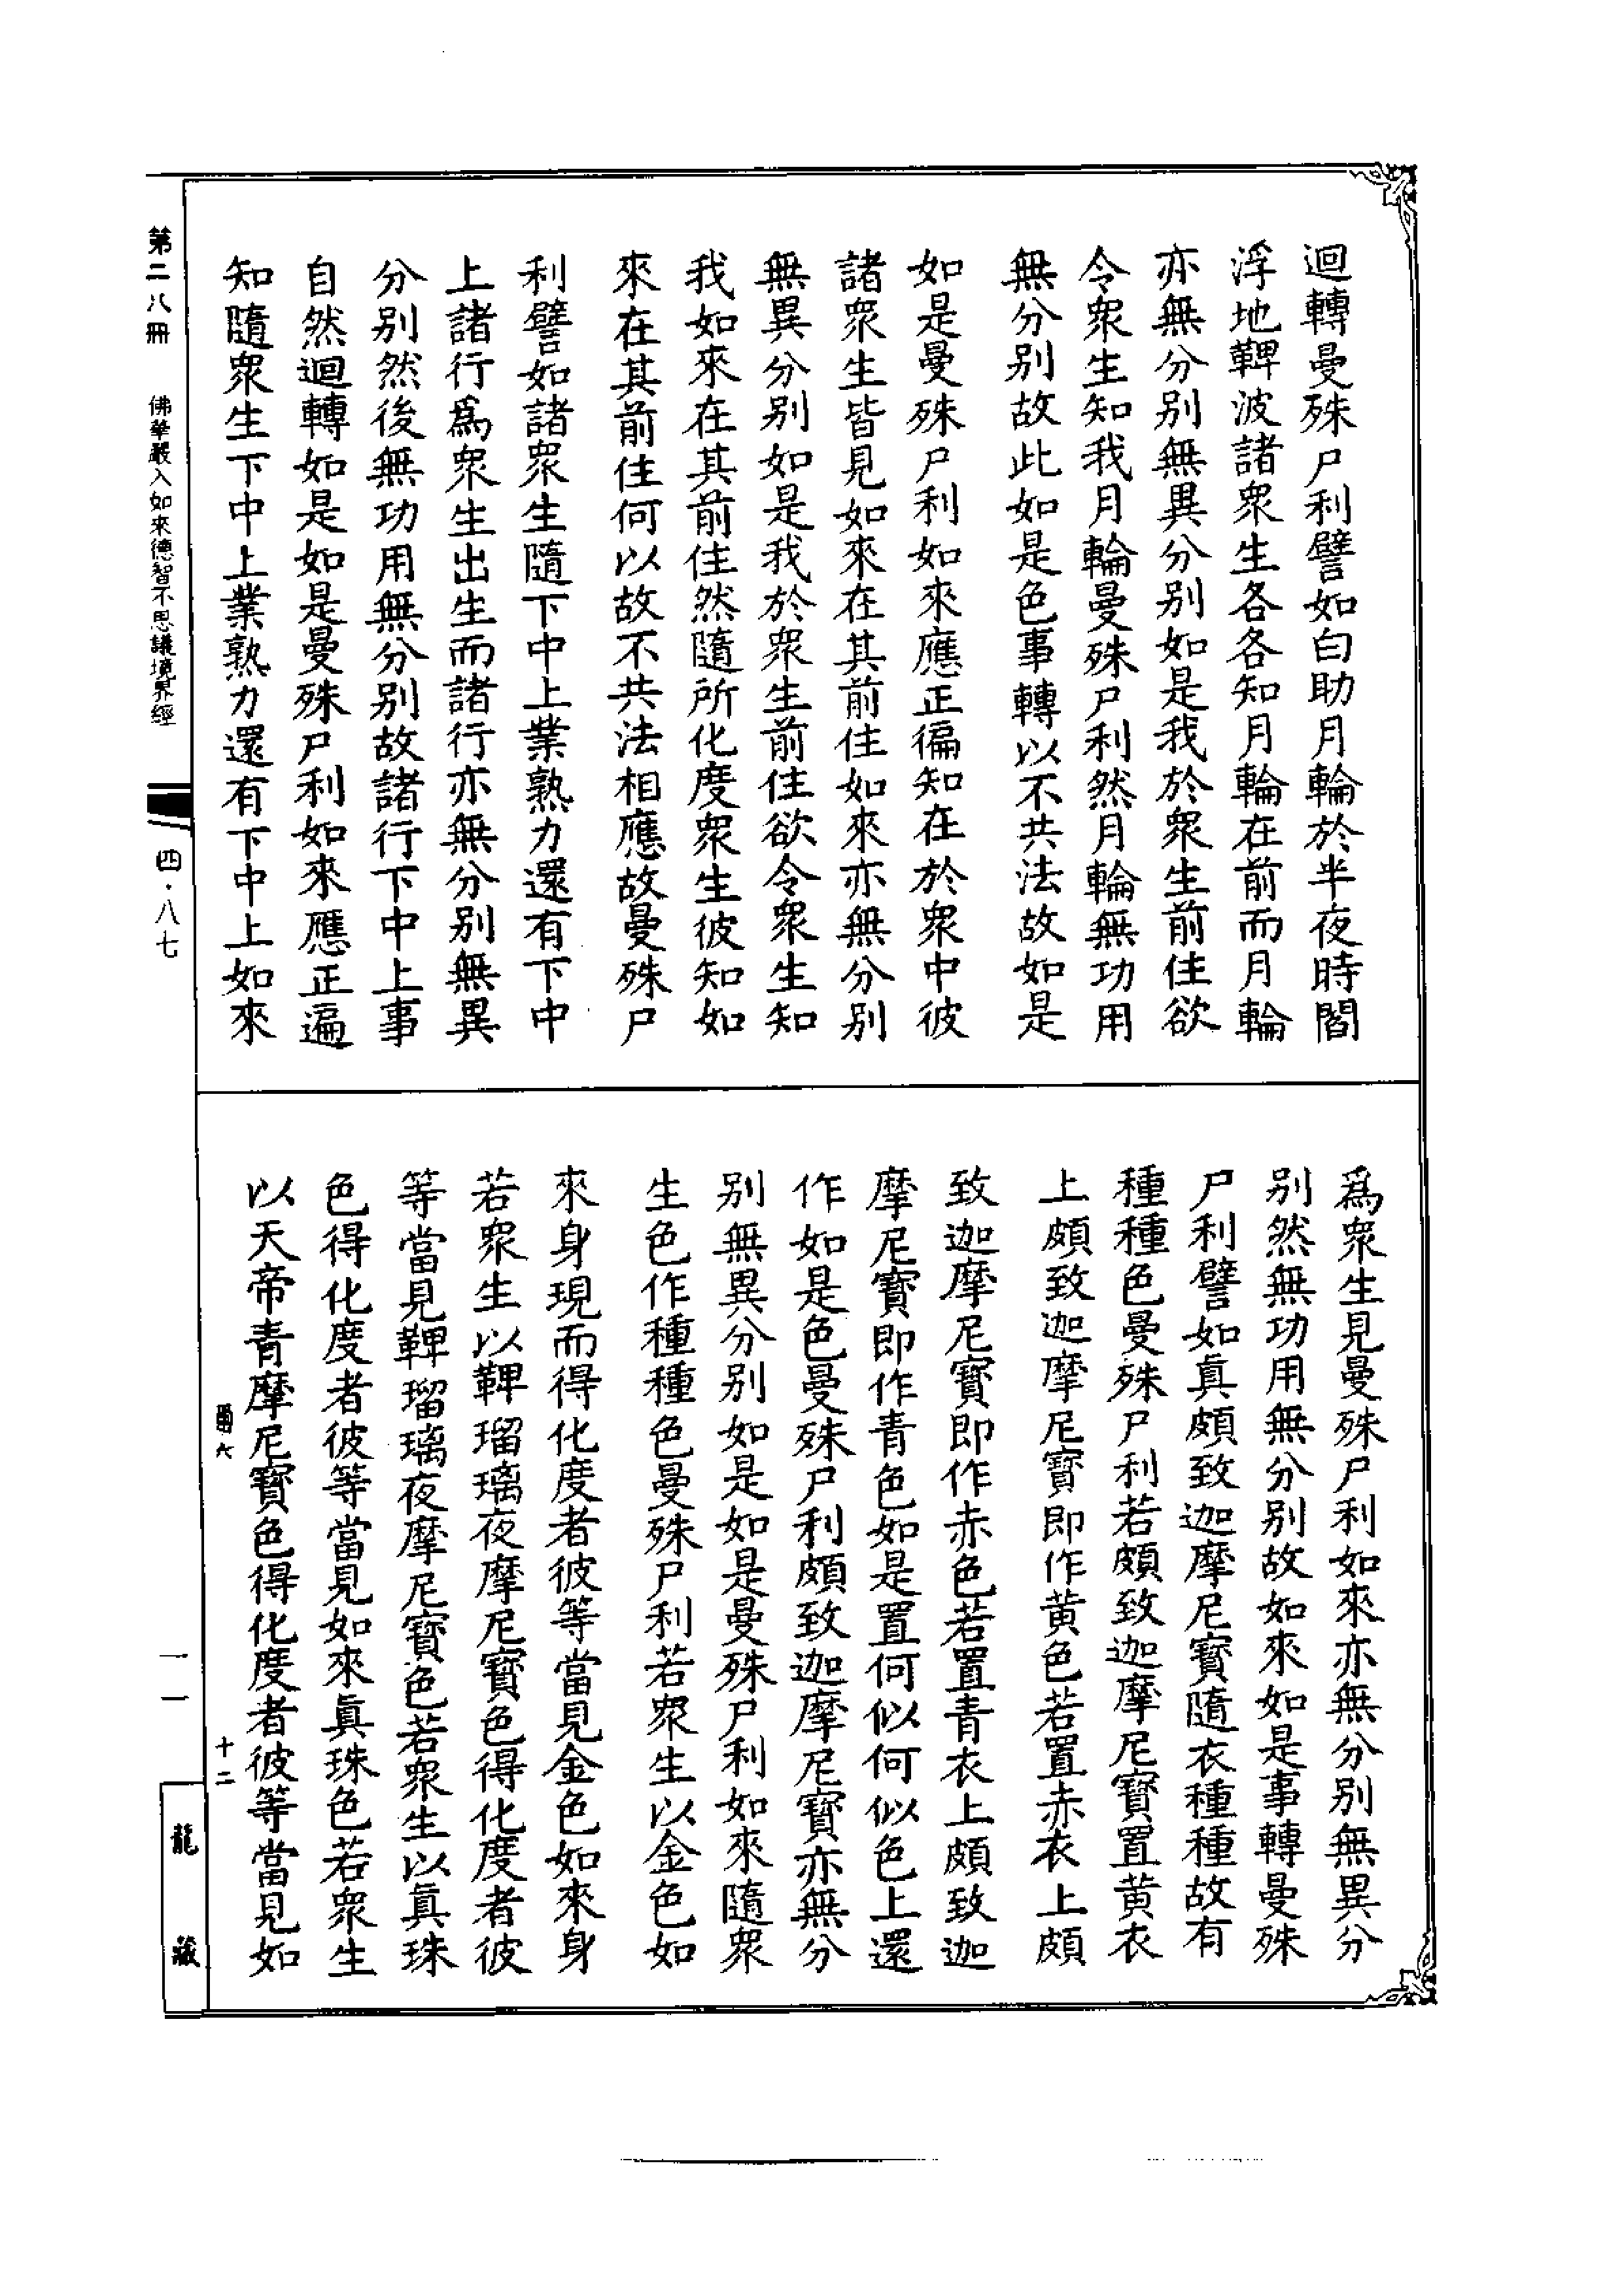 迴轉曼殊尸利譬如白助月輪於半夜時閻
浮地鞞波諸衆生各各知月輪在前而月輪
亦無分別無異分別如是我於衆生前住欲
令衆生知我月輪曼殊尸利然月輪無功用
無分別故此如是色事轉以不共法故如是
如是曼殊尸利如來應正徧知在於衆中彼
諸衆生皆見如來在其前住如來亦無分別
無異分別如是我於衆生前住欲令衆生知
我如來在其前住然隨所化度衆生彼知如
來在其前住何以故不共法相應故曼殊尸
利譬如諸衆生隨下中上業熟力還有下中
上諸行爲衆生出生而諸行亦無分別無異
分別然後無功用無分別故諸行下中上事
自然迴轉如是如是曼殊尸利如來應正遍
知隨衆生下中上業熟力還有下中上如來
爲衆生見曼殊尸利如來亦無分別無異分
別然無功用無分別故如來如是事轉曼殊
尸利譬如真頗致迦摩尼寶隨衣種種故有
種種色曼殊尸利若頗致迦摩尼寶置黄衣
上頗致迦摩尼寶即作黄色若置赤衣上頗
致迦摩尼寶即作赤色若置青衣上頗致迦
摩尼寶即作青色如是置何似何似色上還
作如是色曼殊尸利頗致迦摩尼寶亦無分
別無異分別如是如是曼殊尸利如來隨衆
生色作種種色曼殊尸利若衆生以金色如
來身現而得化度者彼等當見金色如來身
若衆生以鞞瑠璃夜摩尼寶色得化度者彼
等當見鞞瑠璃夜摩尼寶色若衆生以真珠
色得化度者彼等當見如來真珠色若衆生
以天帝青摩尼寶色得化度者彼等當見如
十二
第二八冊　佛華嚴入如來德智不思議境界經
四·八七
一一
龍藏